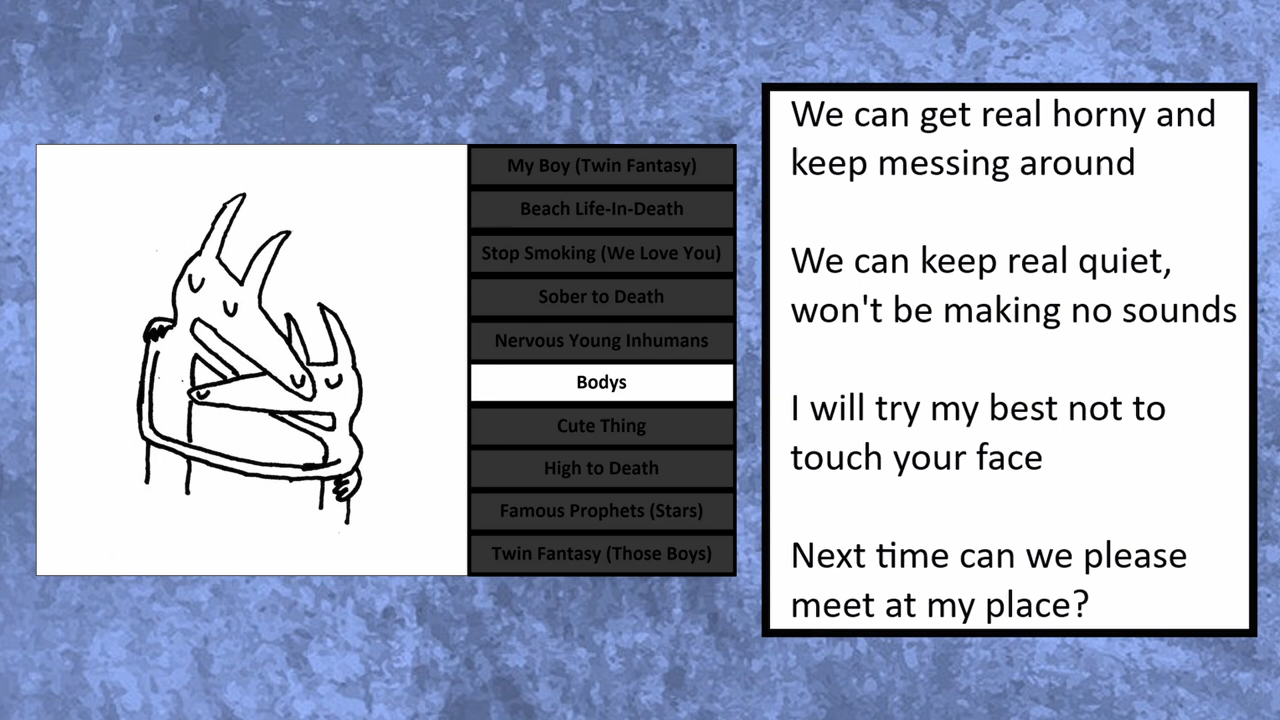 My Boy (Twin Fantasy)
Beach Life-In-Death
Stop Smoking (We Love You)
Sober to Death
Nervous Young Inhumans
Bodys
Cute Thing
High to Death
Famous Prophets (Stars)
Twin Fantasy (Those Boys)
We can get real horny and
keep messing around
We can keep real quiet,
won't be making no sounds
I will try my best not to
touch your face
Next time can we please
meet at my place?